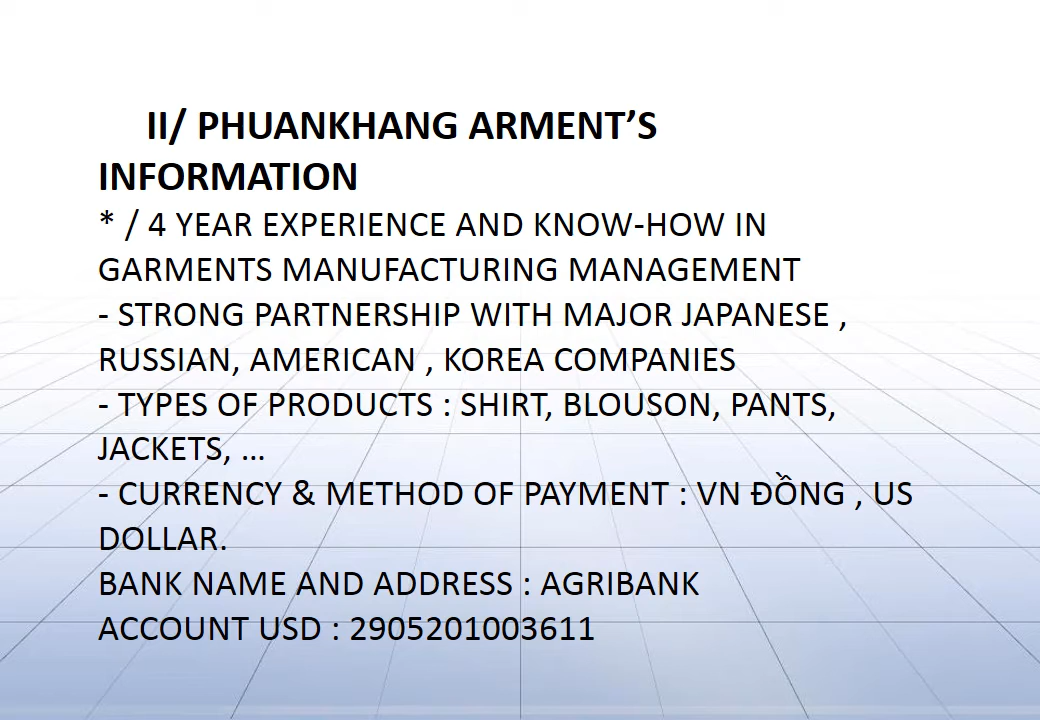 II/ PHUANKHANG ARMENT’S
INFORMATION
* / 4 YEAR EXPERIENCE AND KNOW-HOW IN
GARMENTS MANUFACTURING MANAGEMENT
- STRONG PARTNERSHIP WITH MAJOR JAPANESE ,
RUSSIAN, AMERICAN , KOREA COMPANIES
- TYPES OF PRODUCTS : SHIRT, BLOUSON, PANTS,
JACKETS, ...
- CURRENCY & METHOD OF PAYMENT : VN ĐỒNG , US
DOLLAR.
BANK NAME AND ADDRESS : AGRIBANK
ACCOUNT USD : 2905201003611